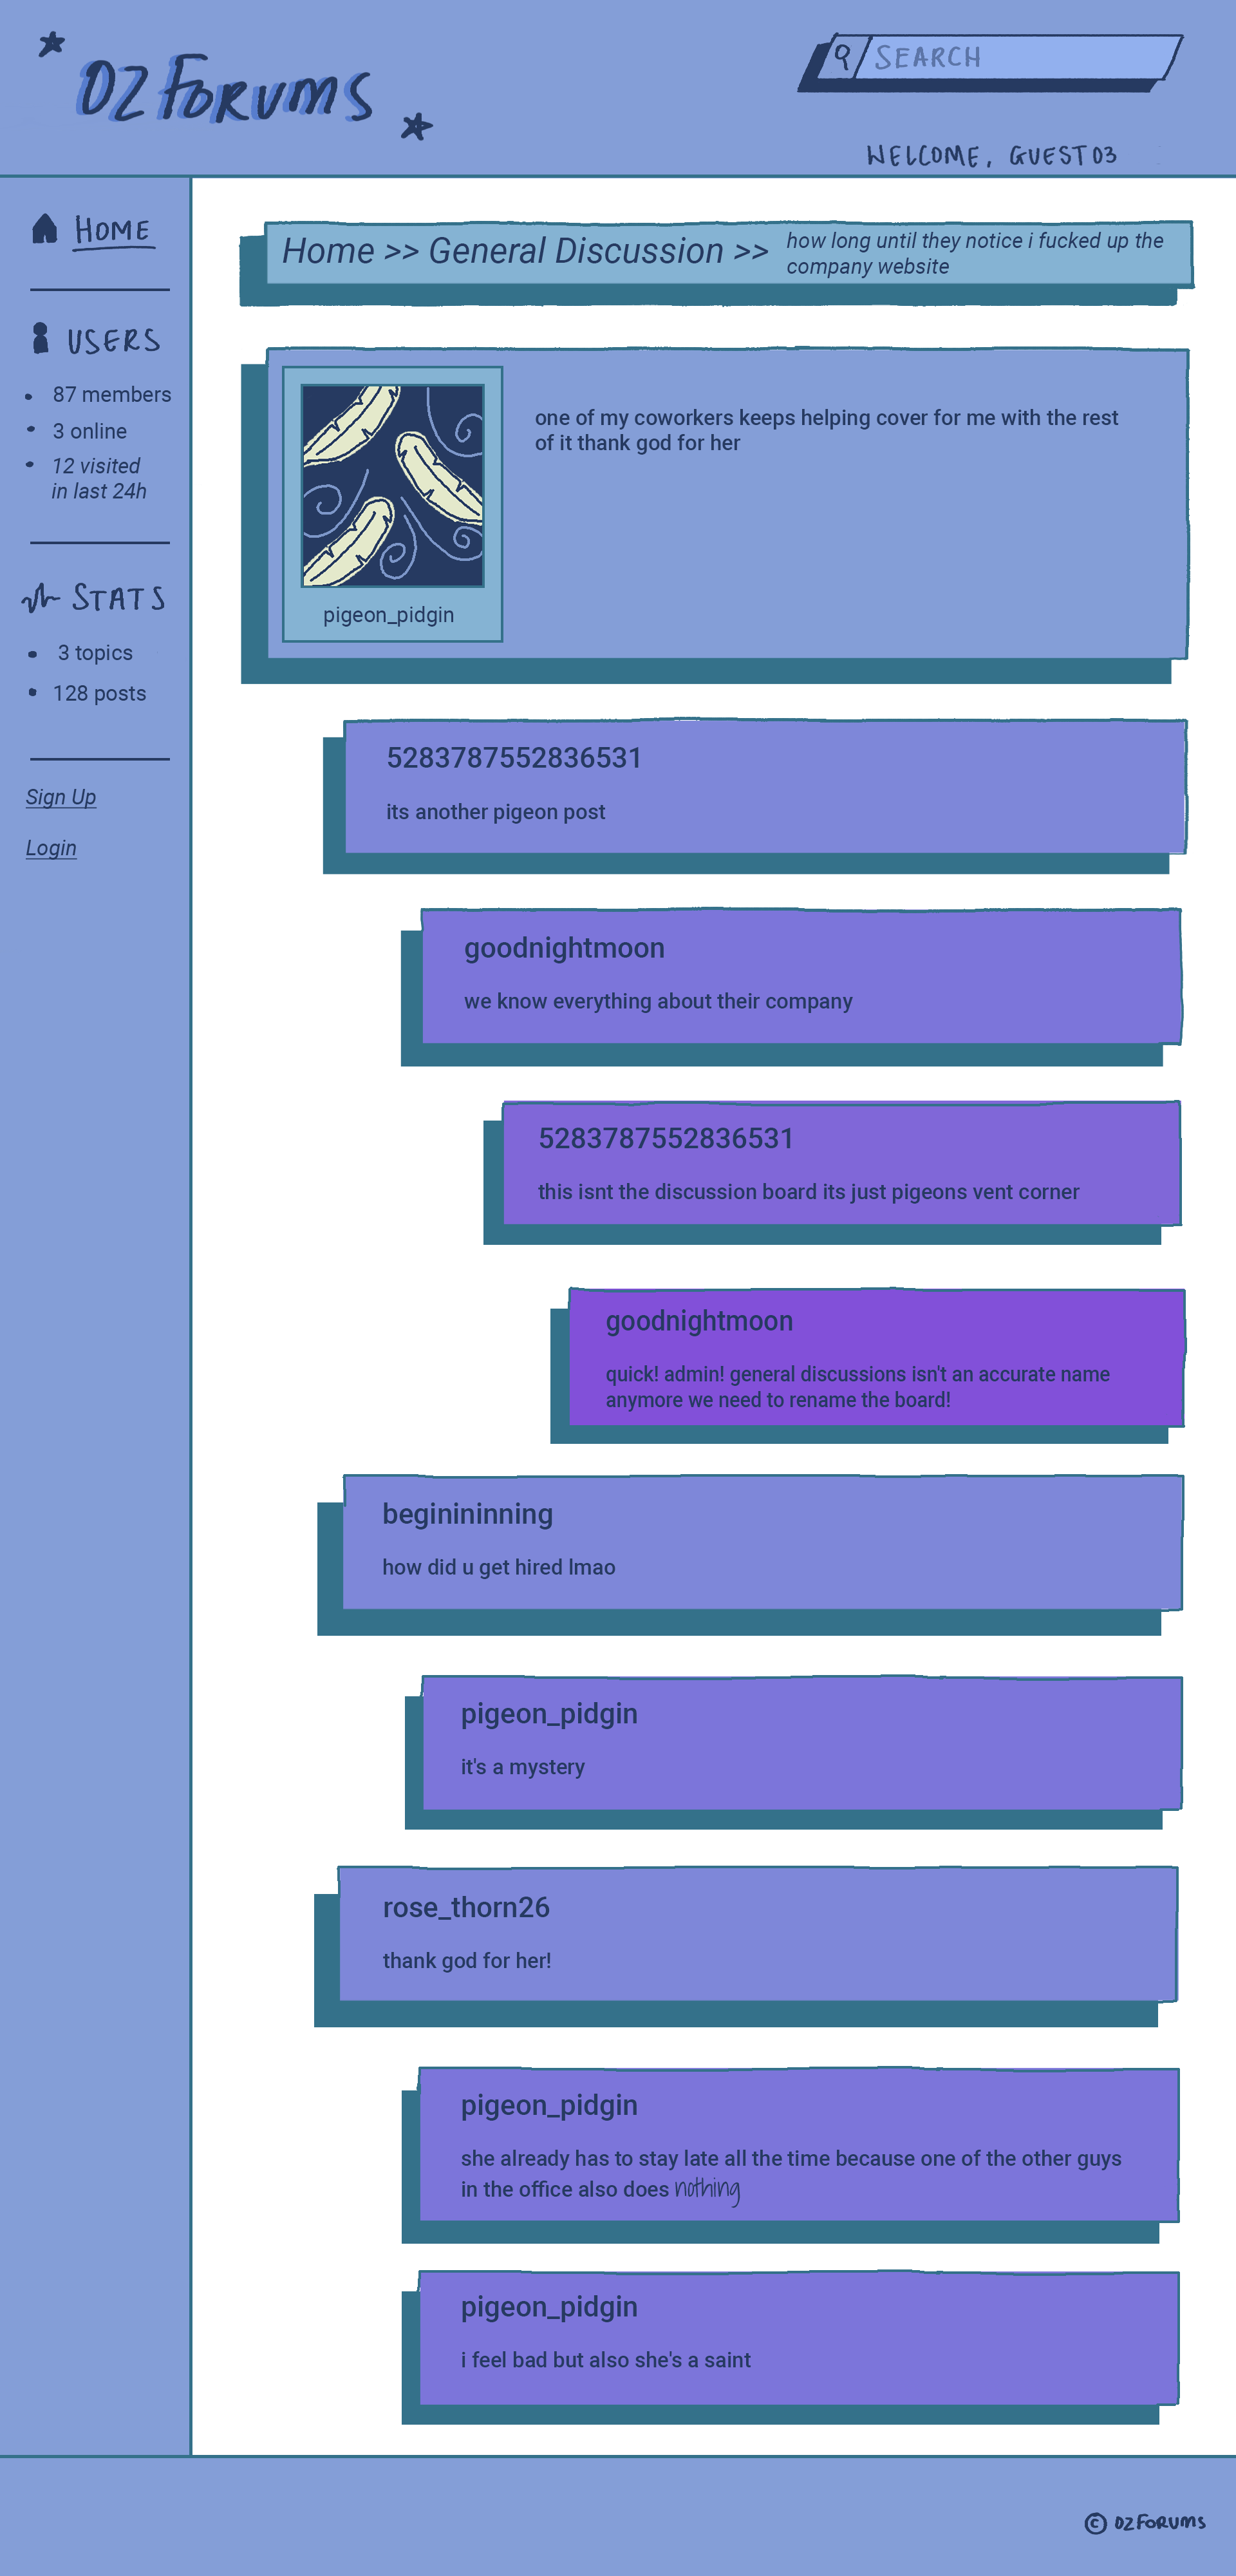 DZ FORUMS
SEARCH
WELCOME, GUEST03
HOME
USERS
87 members
3 online
12 visited
in last 24h
STATS
3 topics
128 posts
Sign Up
Login
Home >> General Discussion >>
how long until they notice i fucked up the
company website
pigeon_pidgin
one of my coworkers keeps helping cover for me with the rest
of it thank god for her
5283787552836531
its another pigeon post
goodnightmoon
we know everything about their company
5283787552836531
this isnt the discussion board its just pigeons vent corner
goodnightmoon
quick! admin! general discussions isn't an accurate name
anymore we need to rename the board!
beginininning
how did u get hired lmao
pigeon_pidgin
it's a mystery
rose_thorn26
thank god for her!
pigeon_pidgin
she already has to stay late all the time because one of the other guys
in the office also does nothing
pigeon_pidgin
i feel bad but also she's a saint
© DZFORUMS